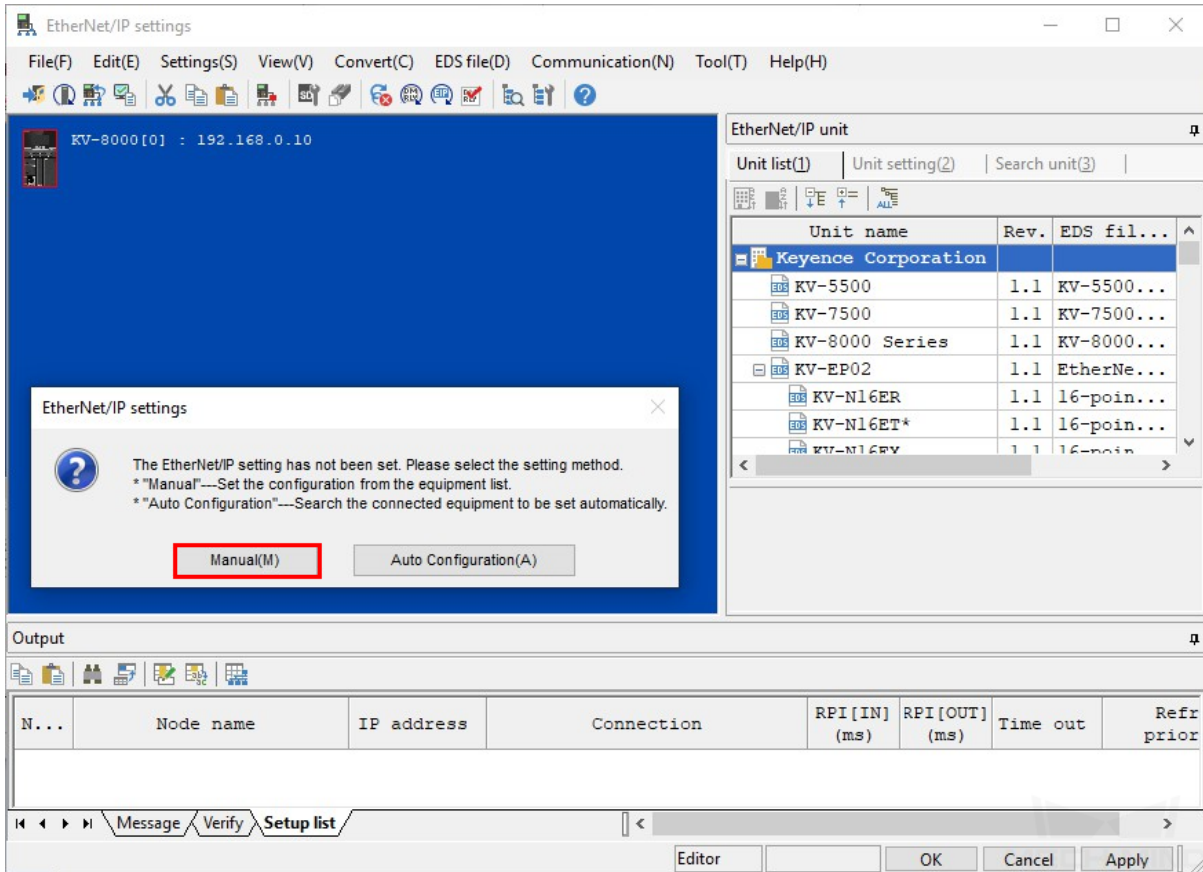 EtherNet/IP settings
File(F) Edit(E) Settings(S) View(V) Convert(C) EDS file(D) Communication(N) Tool(T) Help(H)
KV-8000[0] : 192.168.0.10
EtherNet/IP unit
Unit list(1) Unit setting(2) Search unit(3)
Unit name Rev. EDS fil...
Keyence Corporation
KV-5500 1.1 KV-5500...
KV-7500 1.1 KV-7500...
KV-8000 Series 1.1 KV-8000...
KV-EP02 1.1 EtherNe...
KV-N16ER 1.1 16-poin...
KV-N16ET* 1.1 16-poin...
KV-N16EX 1.1 16-poin
EtherNet/IP settings
The EtherNet/IP setting has not been set. Please select the setting method.
* "Manual"---Set the configuration from the equipment list.
* "Auto Configuration"---Search the connected equipment to be set automatically.
Manual(M) Auto Configuration(A)
Output
N... Node name IP address Connection RPI[IN] (ms) RPI[OUT] (ms) Time out Refr prior
Message Verify Setup list
Editor OK Cancel Apply